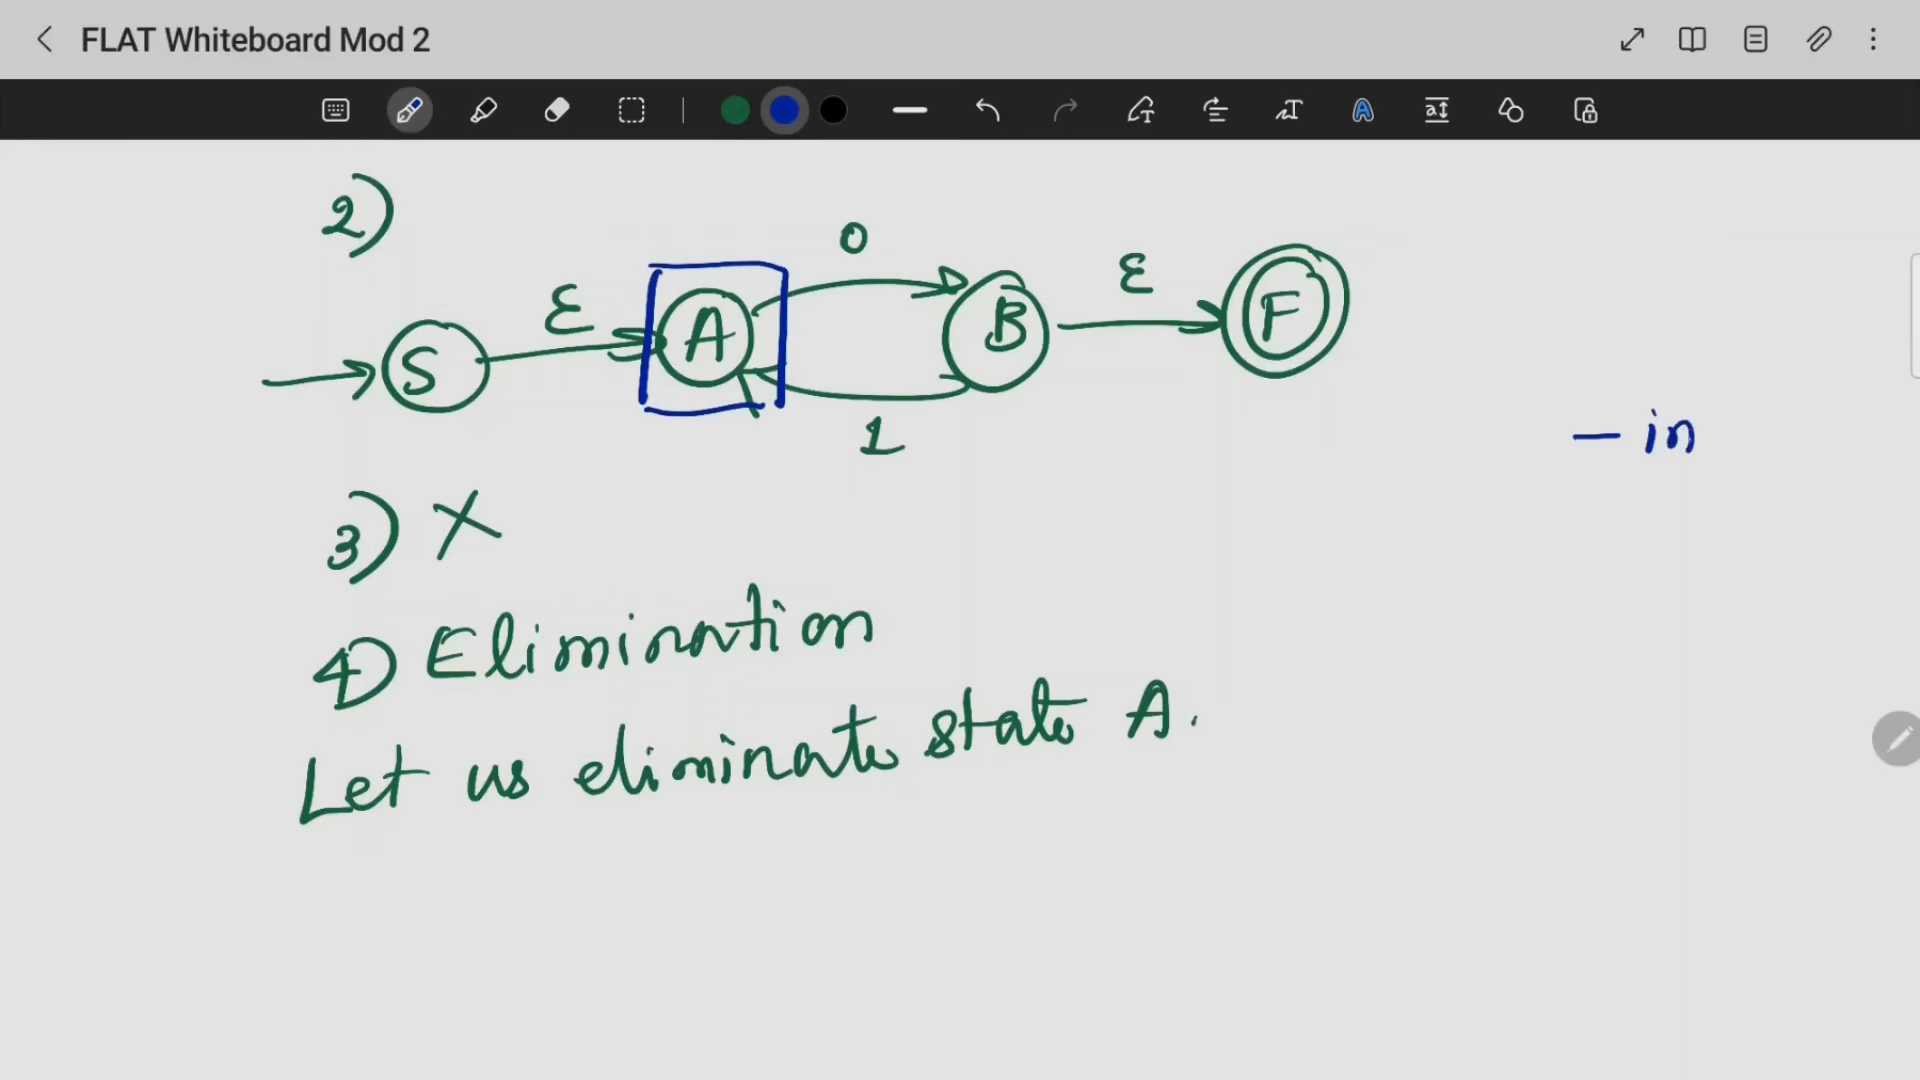 FLAT Whiteboard Mod 2
2)
0
ε ε
S A B F
1
— in
3) X
4) Elimination
Let us eliminate state A.